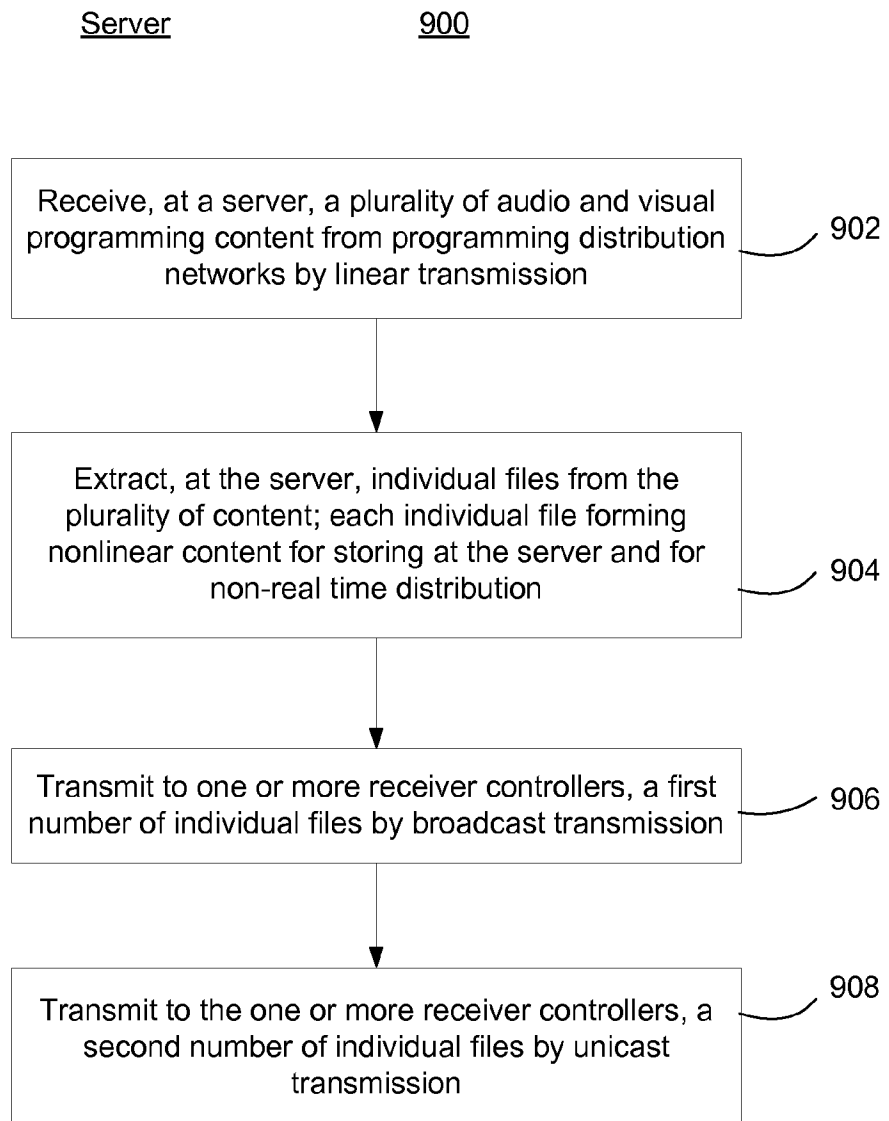 Server 900
Receive, at a server, a plurality of audio and visual
programming content from programming distribution
networks by linear transmission
902
Extract, at the server, individual files from the
plurality of content; each individual file forming
nonlinear content for storing at the server and for
non-real time distribution
904
Transmit to one or more receiver controllers, a first
number of individual files by broadcast transmission
906
Transmit to the one or more receiver controllers, a
second number of individual files by unicast
transmission
908